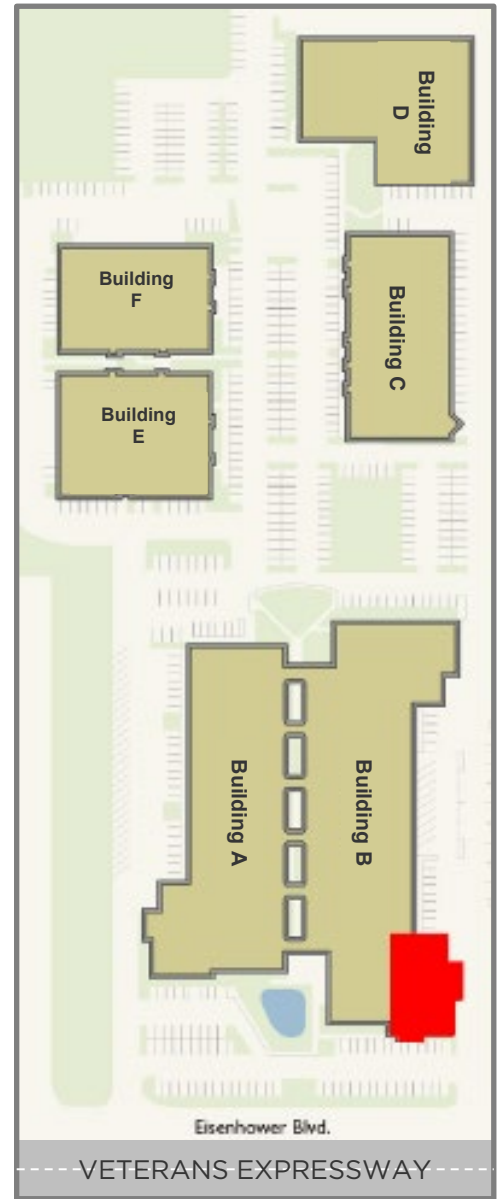 Building
D
Building
F
Building C
Building
E
Building A
Building B
Eisenhower Blvd.
VETERANS EXPRESSWAY